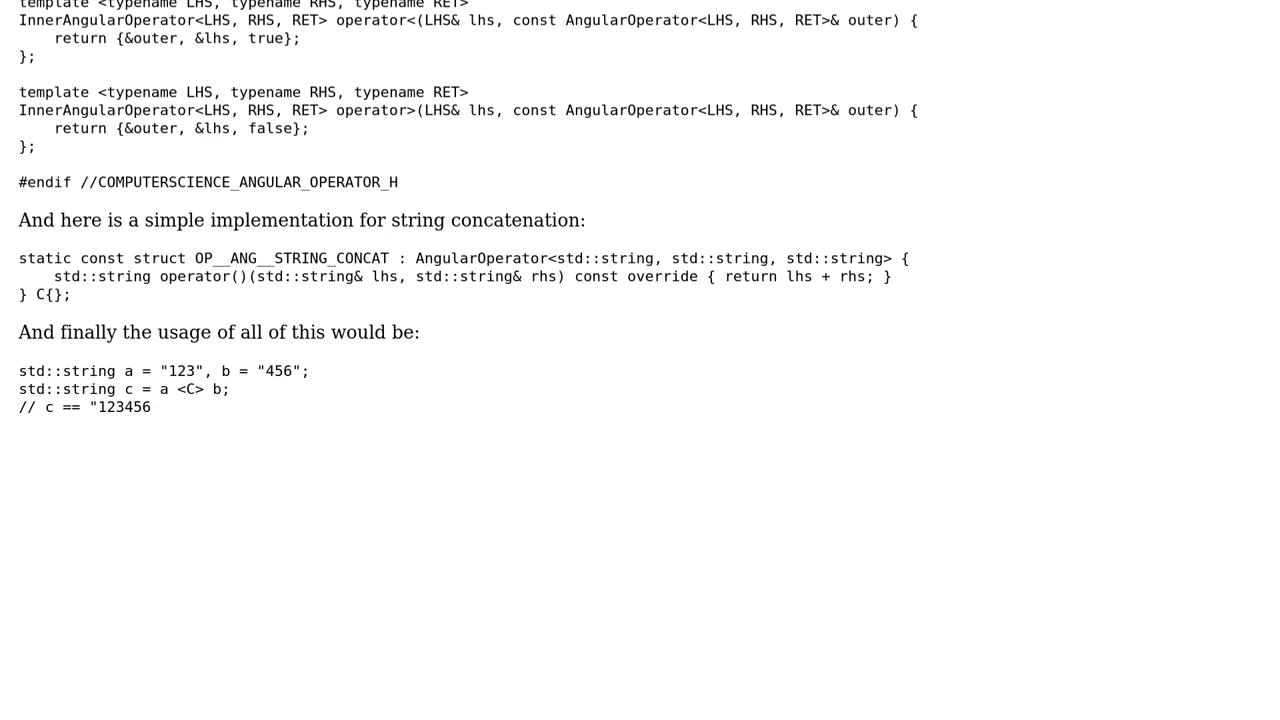 template <typename LHS, typename RHS, typename RET>
InnerAngularOperator<LHS, RHS, RET> operator<(LHS& lhs, const AngularOperator<LHS, RHS, RET>& outer) {
    return {&outer, &lhs, true};
};

template <typename LHS, typename RHS, typename RET>
InnerAngularOperator<LHS, RHS, RET> operator>(LHS& lhs, const AngularOperator<LHS, RHS, RET>& outer) {
    return {&outer, &lhs, false};
};

#endif //COMPUTERSCIENCE_ANGULAR_OPERATOR_H
And here is a simple implementation for string concatenation:
static const struct OP__ANG__STRING_CONCAT : AngularOperator<std::string, std::string, std::string> {
    std::string operator()(std::string& lhs, std::string& rhs) const override { return lhs + rhs; }
} C{};
And finally the usage of all of this would be:
std::string a = "123", b = "456";
std::string c = a <C> b;
// c == "123456